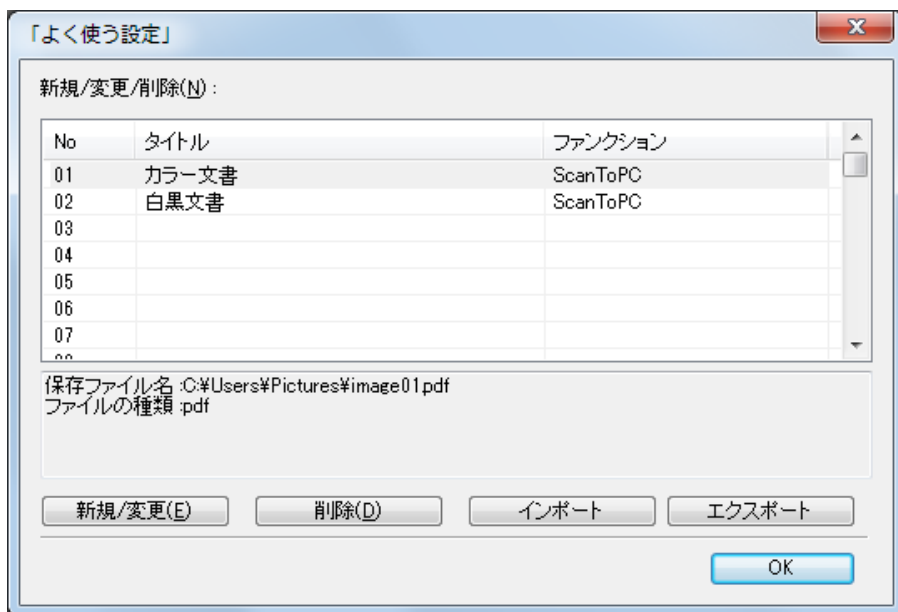 「よく使う設定」
新規/変更/削除(N) :
No タイトル ファンクション
01 カラー文書 ScanToPC
02 白黒文書 ScanToPC
03
04
05
06
07
保存ファイル名 :C:¥Users¥Pictures¥image01.pdf
ファイルの種類 :pdf
新規/変更(E) 削除(D) インポート エクスポート
OK